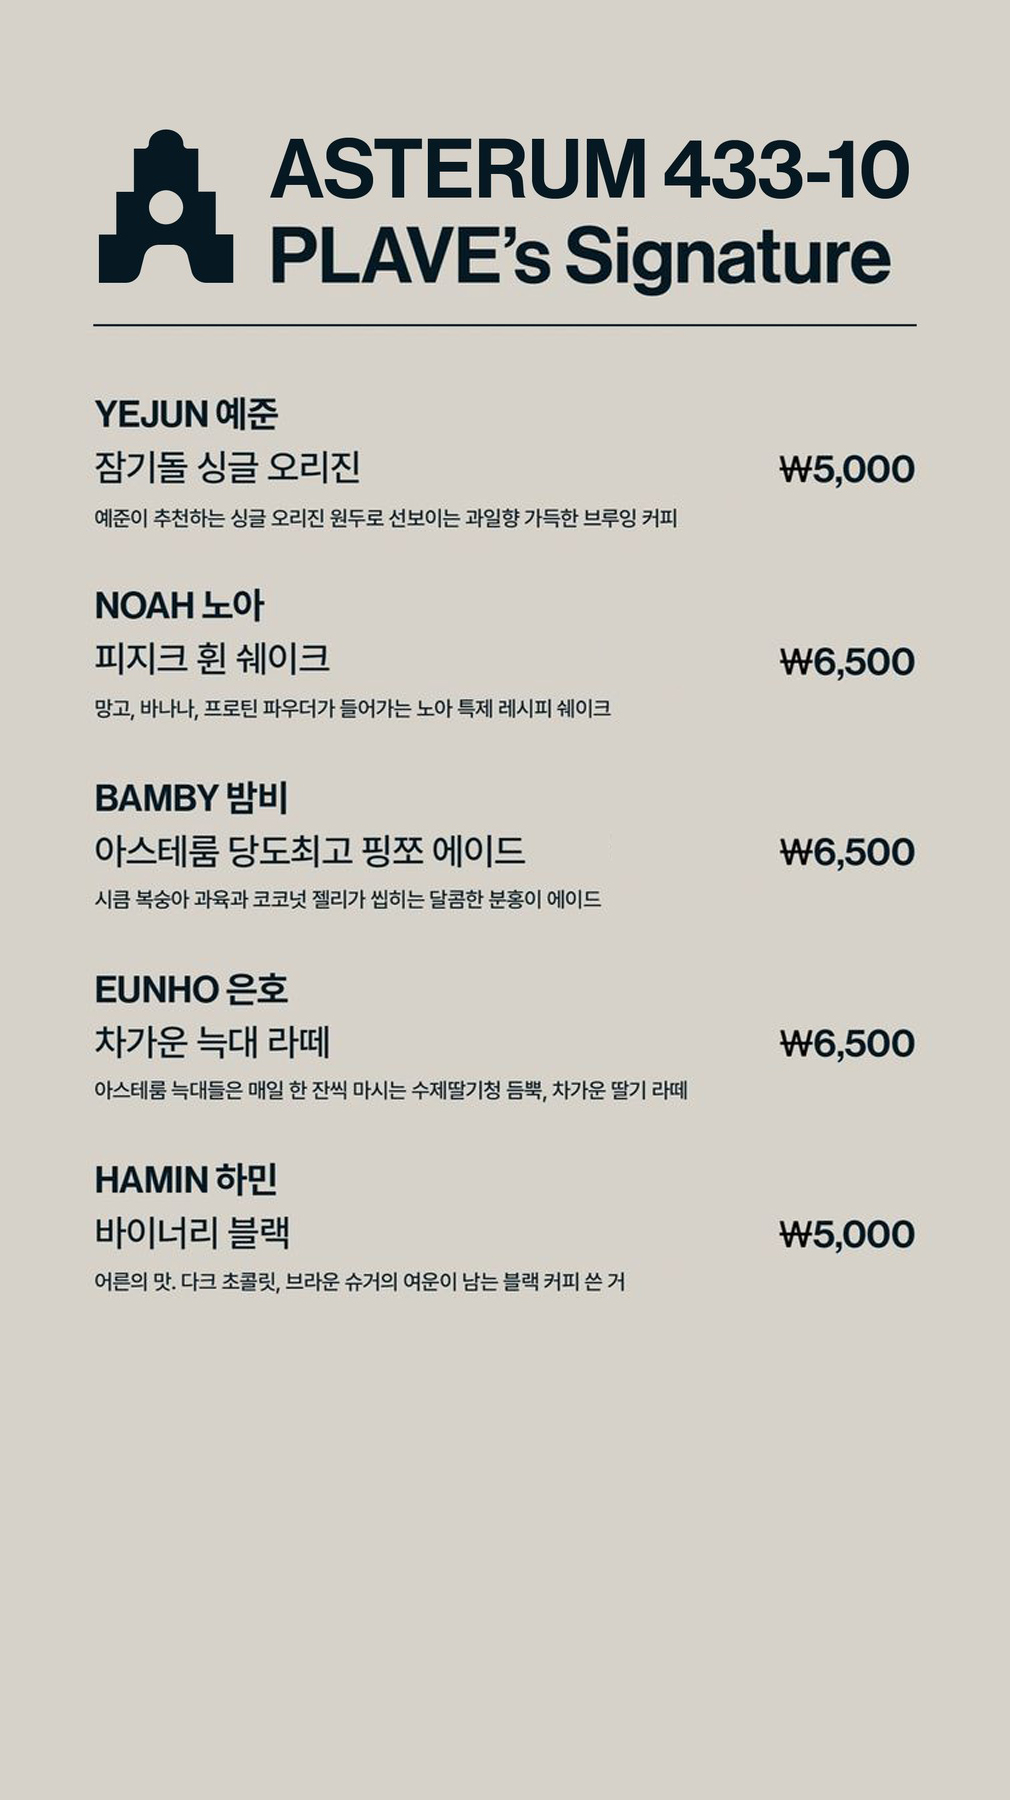 ASTERUM 433-10
PLAVE’s Signature
YEJUN 예준
잠기돌 싱글 오리진 ₩5,000
예준이 추천하는 싱글 오리진 원두로 선보이는 과일향 가득한 브루잉 커피
NOAH 노아
피지크 휜 쉐이크 ₩6,500
망고, 바나나, 프로틴 파우더가 들어가는 노아 특제 레시피 쉐이크
BAMBY 밤비
아스테룸 당도최고 핑쪼 에이드 ₩6,500
시큼 복숭아 과육과 코코넛 젤리가 씹히는 달콤한 분홍이 에이드
EUNHO 은호
차가운 늑대 라떼 ₩6,500
아스테룸 늑대들은 매일 한 잔씩 마시는 수제딸기청 듬뿍, 차가운 딸기 라떼
HAMIN 하민
바이너리 블랙 ₩5,000
어른의 맛. 다크 초콜릿, 브라운 슈거의 여운이 남는 블랙 커피 쓴 거